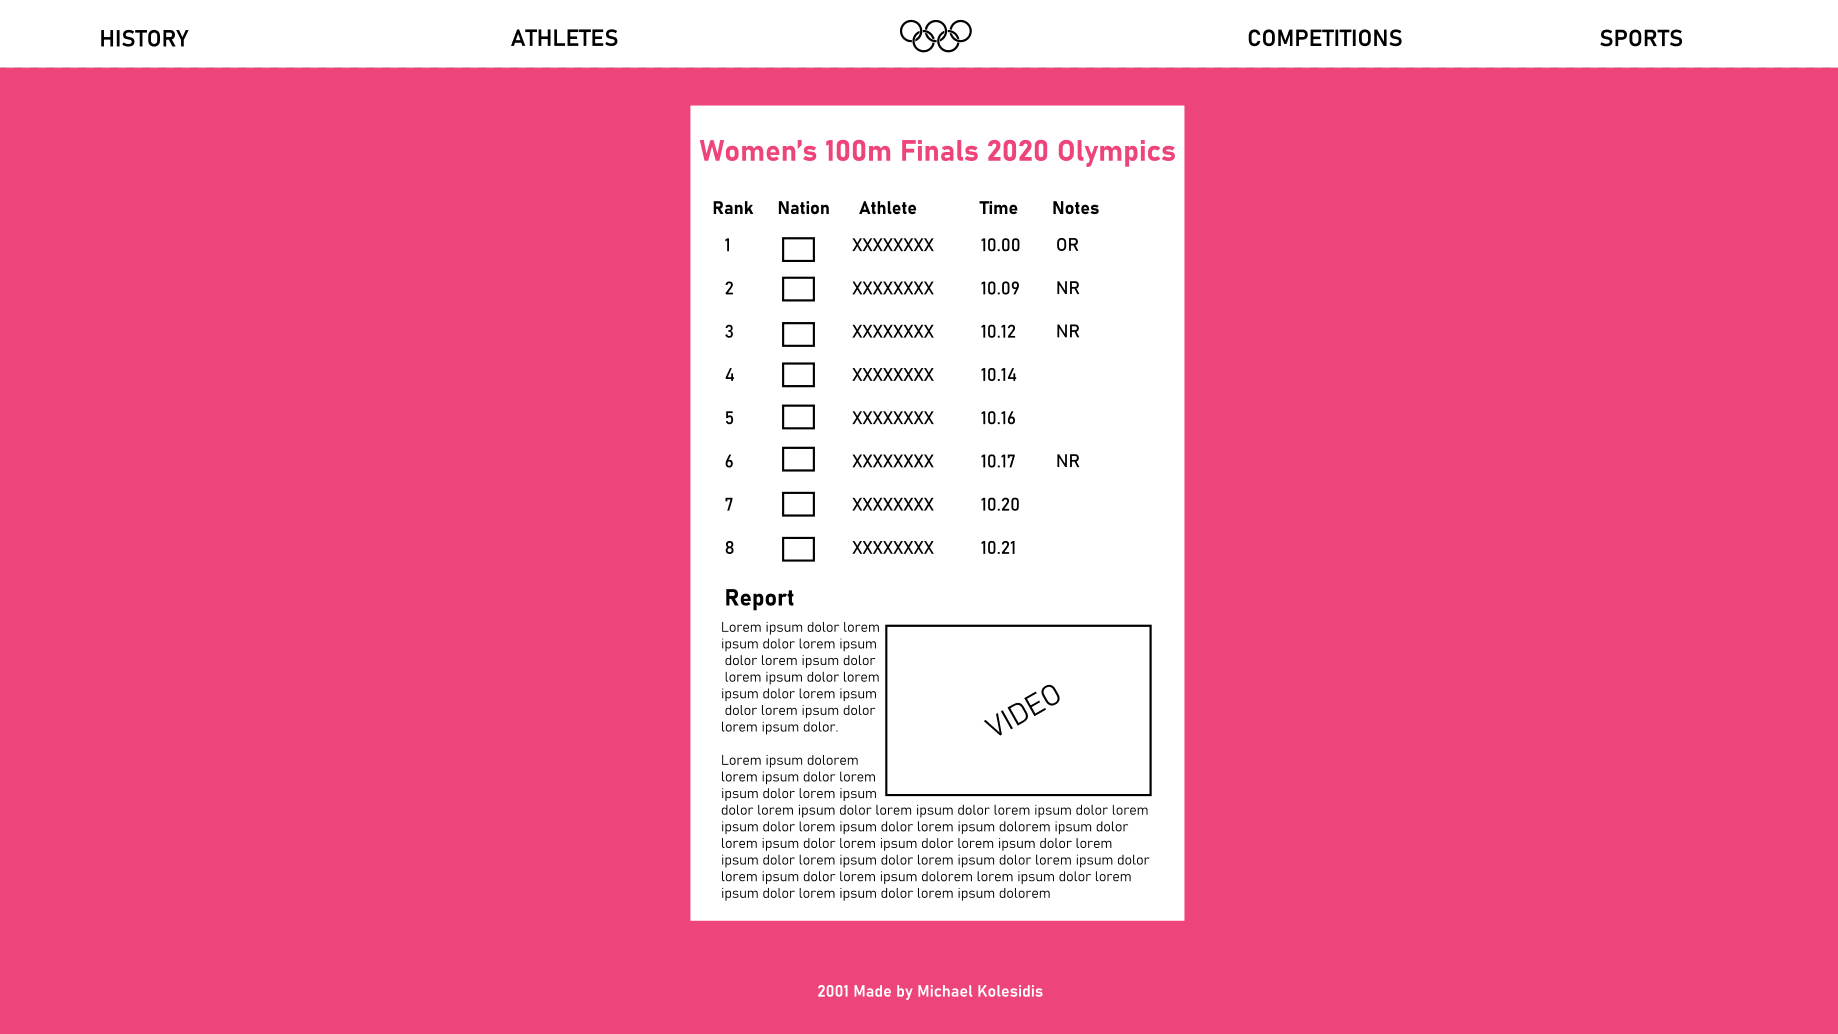 HISTORY ATHLETES COMPETITIONS SPORTS
Women’s 100m Finals 2020 Olympics
Rank Nation Athlete Time Notes
1 XXXXXXXX 10.00 OR
2 XXXXXXXX 10.09 NR
3 XXXXXXXX 10.12 NR
4 XXXXXXXX 10.14
5 XXXXXXXX 10.16
6 XXXXXXXX 10.17 NR
7 XXXXXXXX 10.20
8 XXXXXXXX 10.21
Report
Lorem ipsum dolor lorem
ipsum dolor lorem ipsum
dolor lorem ipsum dolor
lorem ipsum dolor lorem
ipsum dolor lorem ipsum
dolor lorem ipsum dolor
lorem ipsum dolor.
VIDEO
Lorem ipsum dolorem
lorem ipsum dolor lorem
ipsum dolor lorem ipsum
dolor lorem ipsum dolor lorem ipsum dolor lorem ipsum dolor lorem
ipsum dolor lorem ipsum dolor lorem ipsum dolorem ipsum dolor
lorem ipsum dolor lorem ipsum dolor lorem ipsum dolor lorem
ipsum dolor lorem ipsum dolor lorem ipsum dolor lorem ipsum dolor
lorem ipsum dolor lorem ipsum dolorem lorem ipsum dolor lorem
ipsum dolor lorem ipsum dolor lorem ipsum dolorem
2001 Made by Michael Kolesidis